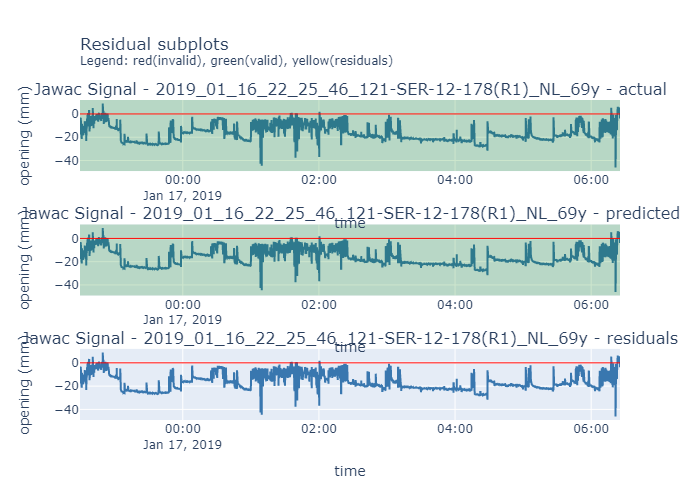 Residual subplots
Legend: red(invalid), green(valid), yellow(residuals)
Jawac Signal - 2019_01_16_22_25_46_121-SER-12-178(R1)_NL_69y - actual
opening (mm)
0
−20
−40
00:00
02:00
04:00
06:00
Jan 17, 2019
time
Jawac Signal - 2019_01_16_22_25_46_121-SER-12-178(R1)_NL_69y - predicted
opening (mm)
0
−20
−40
00:00
02:00
04:00
06:00
Jan 17, 2019
time
Jawac Signal - 2019_01_16_22_25_46_121-SER-12-178(R1)_NL_69y - residuals
opening (mm)
0
−20
−40
00:00
02:00
04:00
06:00
Jan 17, 2019
time